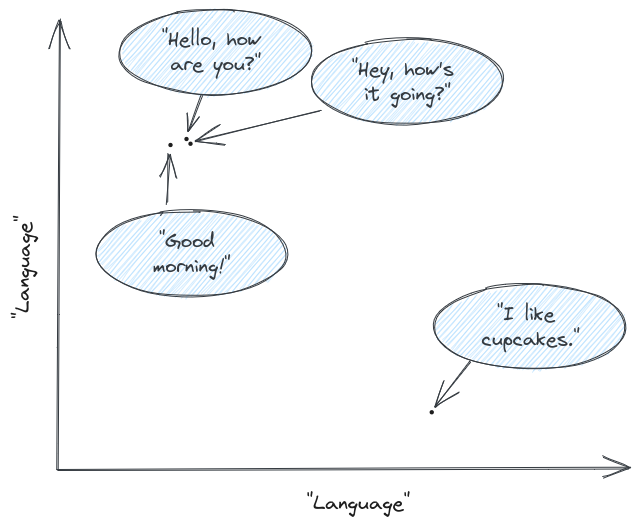 "Hello, how
are you?"
"Hey, how's
it going?"
"Good
morning!"
"Language"
"I like
cupcakes."
"Language"